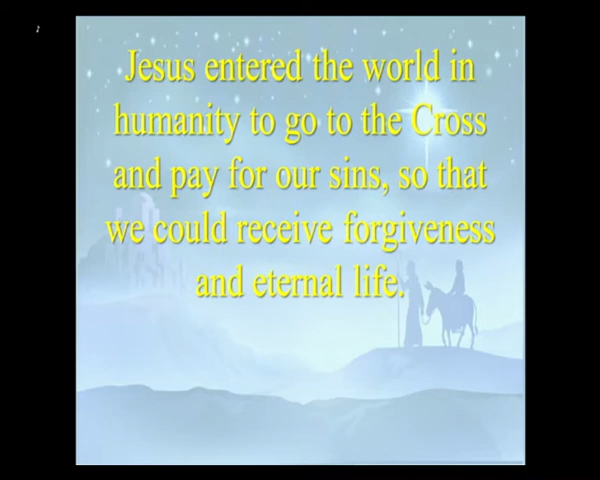 Jesus entered the world in
humanity to go to the Cross
and pay for our sins, so that
we could receive forgiveness
and eternal life.